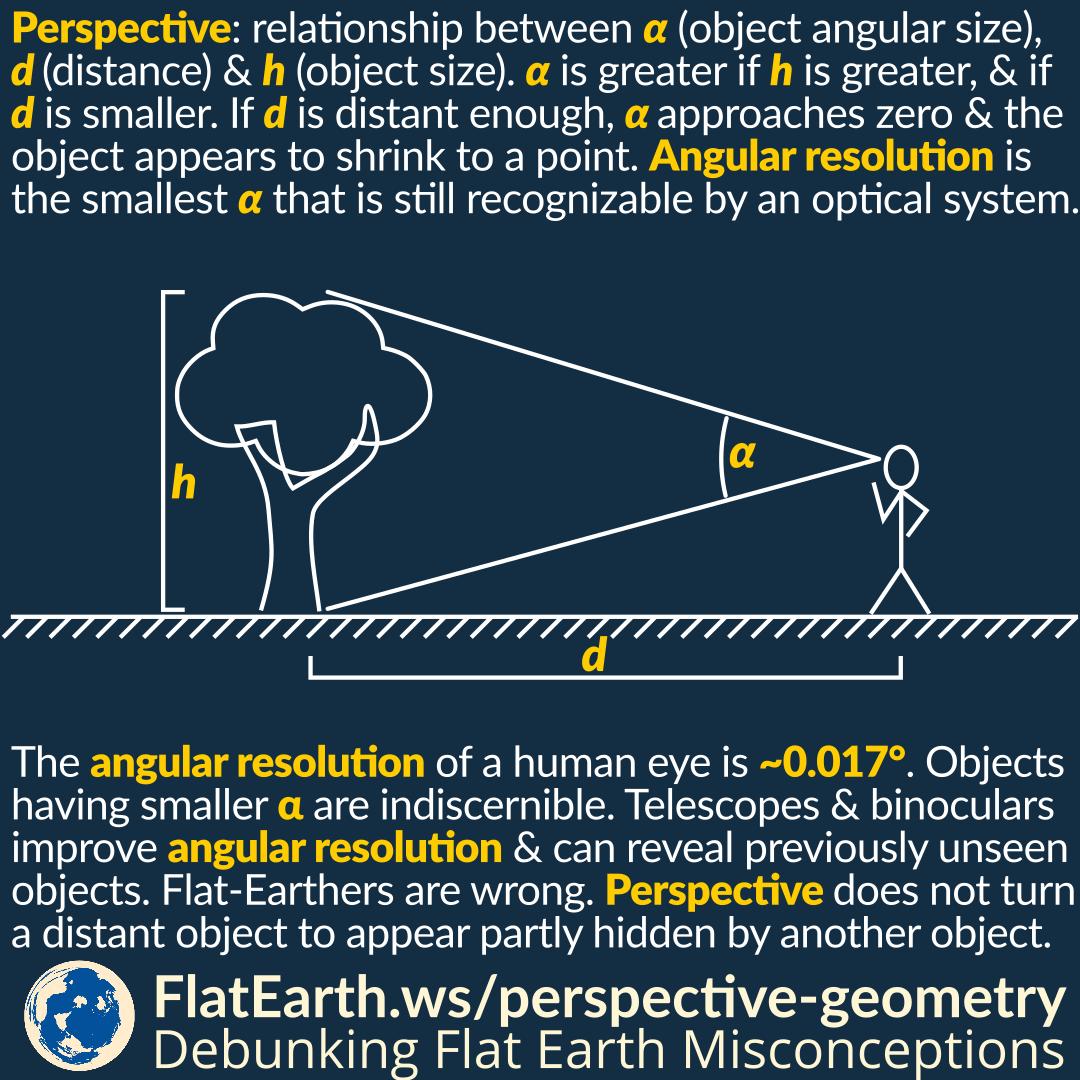 Perspective: relationship between α (object angular size),
d (distance) & h (object size). α is greater if h is greater, & if
d is smaller. If d is distant enough, α approaches zero & the
object appears to shrink to a point. Angular resolution is
the smallest α that is still recognizable by an optical system.
α
h
d
The angular resolution of a human eye is ~0.017°. Objects
having smaller α are indiscernible. Telescopes & binoculars
improve angular resolution & can reveal previously unseen
objects. Flat-Earthers are wrong. Perspective does not turn
a distant object to appear partly hidden by another object.
FlatEarth.ws/perspective-geometry
Debunking Flat Earth Misconceptions